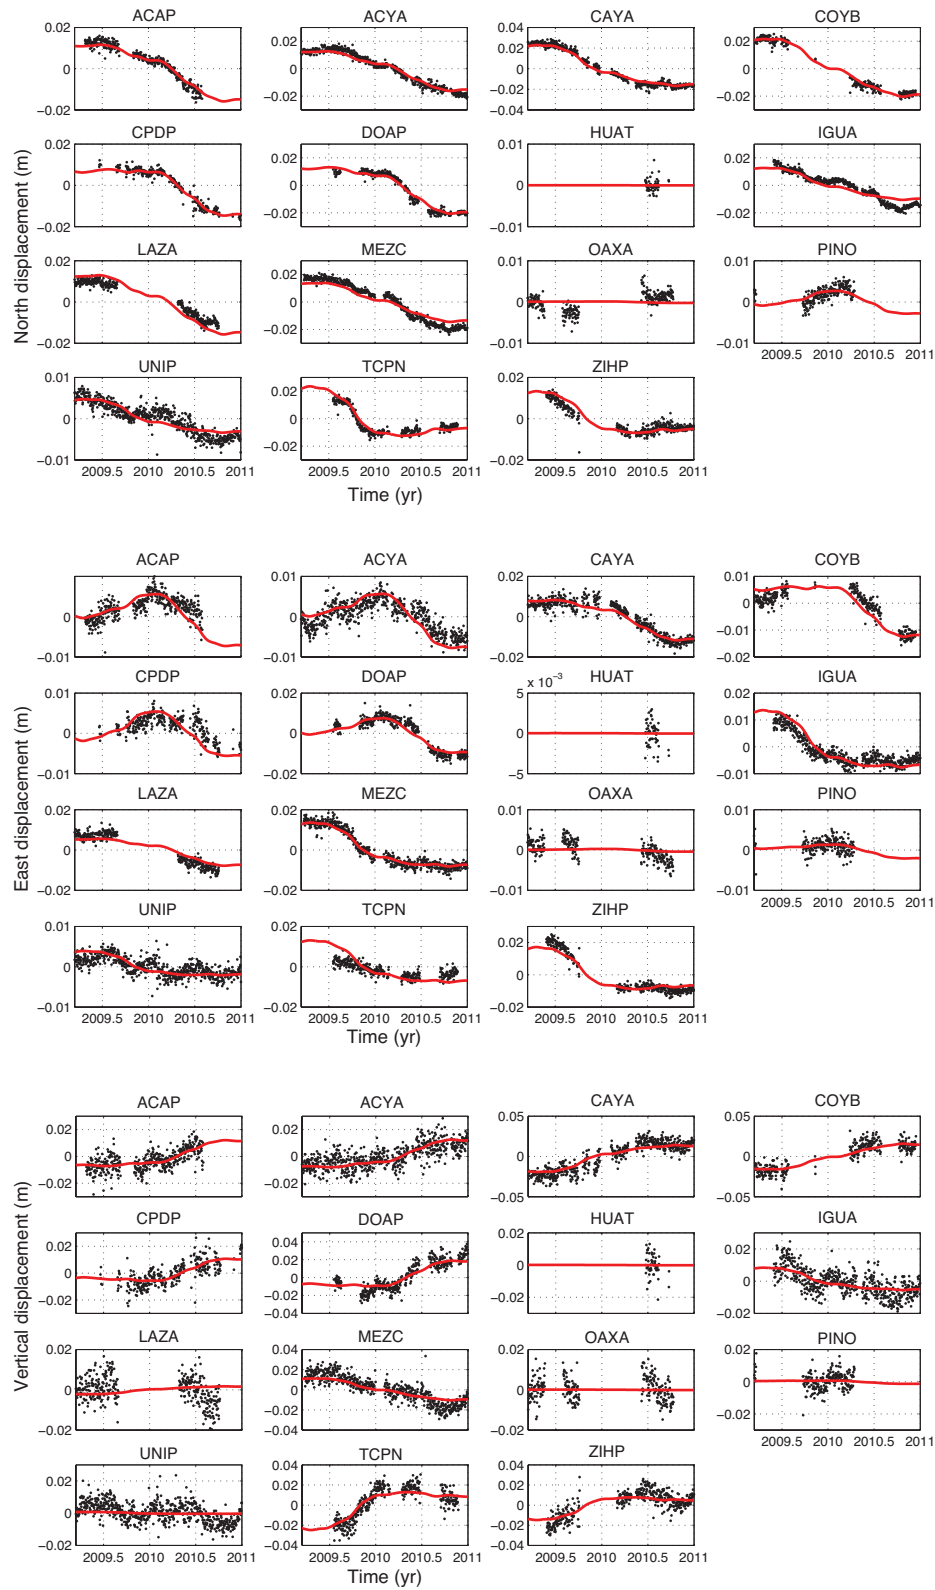 ACAP ACYA CAYA COYB
0.02 0.02 0.04 0.02
0.02
0 0 0 0
−0.02
−0.02 −0.02 −0.04 −0.02
CPDP DOAP HUAT IGUA
0.02 0.02 0.01 0.02
0 0 0 0
−0.02
−0.02 −0.02 −0.01
LAZA MEZC OAXA PINO
0.02 0.02 0.01 0.01
0 0 0 0
−0.02
−0.02 −0.01 −0.01
2009.5 2010 2010.5 2011
UNIP TCPN ZIHP
0.01 0.02 0.02
0 0 0
−0.02
−0.01 −0.02
2009.5 2010 2010.5 2011 2009.5 2010 2010.5 2011 2009.5 2010 2010.5 2011
Time (yr)
North displacement (m)
ACAP ACYA CAYA COYB
0.01 0.01 0.02 0.01
0 0 0 0
−0.01
−0.01 −0.01 −0.02 −0.02
CPDP DOAP x 10⁻³ HUAT IGUA
0.01 0.02 5 0.02
0.01
0 0 0 0
−0.01 −0.02 −5 −0.01
LAZA MEZC OAXA PINO
0.02 0.02 0.01 0.01
0 0 0 0
−0.02 −0.02 −0.01 −0.01
2009.5 2010 2010.5 2011
UNIP TCPN ZIHP
0.01 0.02
0.02
0 0 0
−0.01 −0.02 −0.02
2009.5 2010 2010.5 2011 2009.5 2010 2010.5 2011 2009.5 2010 2010.5 2011
Time (yr)
East displacement (m)
ACAP ACYA CAYA COYB
0.05 0.05
0.02 0.02
0 0 0 0
−0.02 −0.02
−0.05 −0.05
CPDP DOAP HUAT IGUA
0.02 0.04 0.02 0.02
0.02
0 0 0 0
−0.02 −0.02 −0.02
−0.04 −0.02
LAZA MEZC OAXA PINO
0.02 0.04 0.02 0.02
0.02
0 0 0 0
−0.02 −0.02
−0.02 −0.04 −0.02
2009.5 2010 2010.5 2011
UNIP TCPN ZIHP
0.04 0.04
0.02 0.02 0.02
0 0 0
−0.02 −0.02 −0.02
−0.04 −0.04
2009.5 2010 2010.5 2011 2009.5 2010 2010.5 2011 2009.5 2010 2010.5 2011
Time (yr)
Vertical displacement (m)